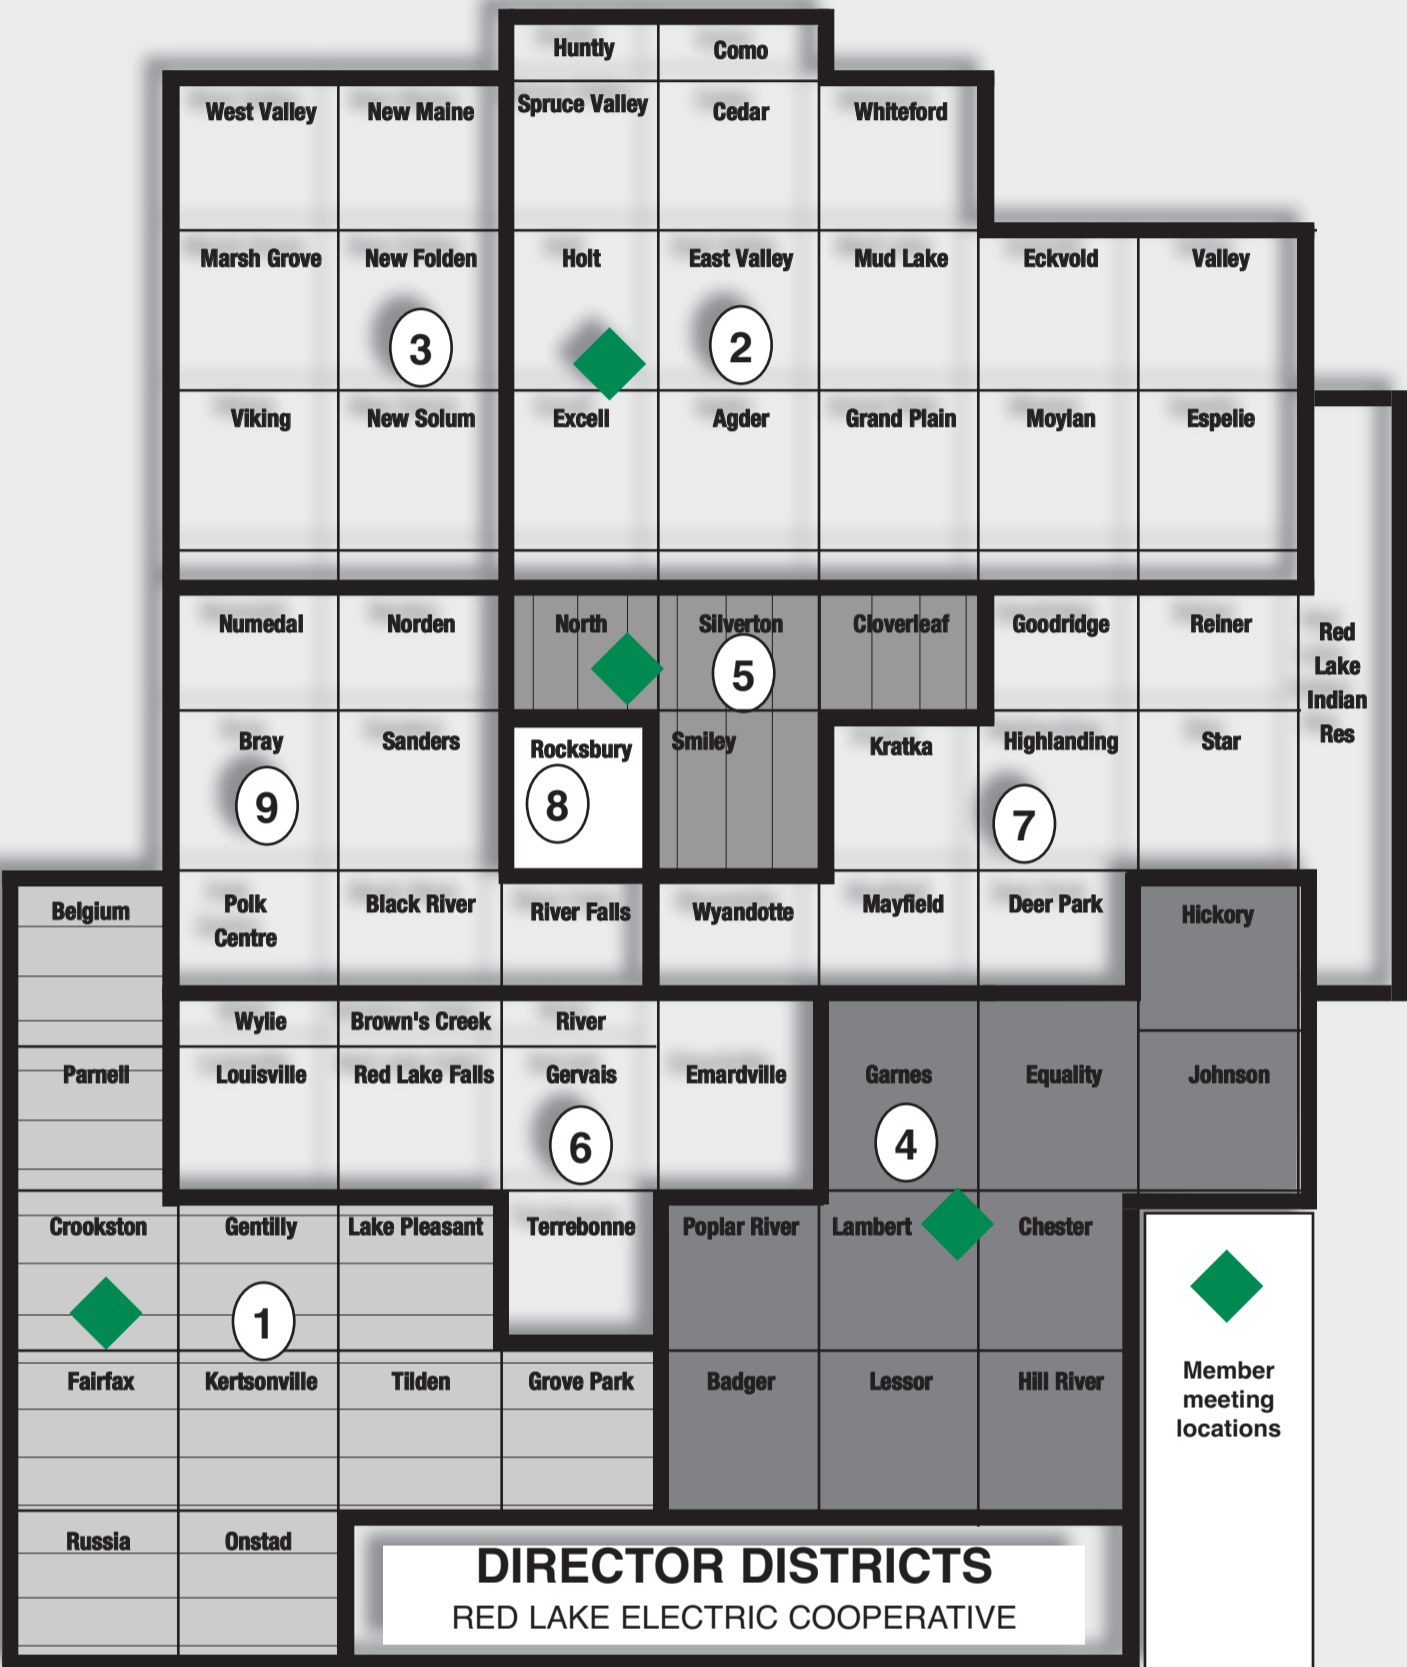 Huntly
Como
West Valley
New Maine
Spruce Valley
Cedar
Whiteford
Marsh Grove
New Folden
Holt
East Valley
Mud Lake
Eckvold
Valley
3
2
Viking
New Solum
Excell
Agder
Grand Plain
Moylan
Espelie
Numedal
Norden
North
Silverton
Cloverleaf
Goodridge
Reiner
Red
Lake
Indian
Res
5
Bray
Sanders
Rocksbury
Smiley
Kratka
Highlanding
Star
9
8
7
Belgium
Polk
Centre
Black River
River Falls
Wyandotte
Mayfield
Deer Park
Hickory
Wylie
Brown's Creek
River
Parnell
Louisville
Red Lake Falls
Gervais
Emardville
Garnes
Equality
Johnson
6
4
Crookston
Gentilly
Lake Pleasant
Terrebonne
Poplar River
Lambert
Chester
1
Fairfax
Kertsonville
Tilden
Grove Park
Badger
Lessor
Hill River
Member
meeting
locations
Russia
Onstad
DIRECTOR DISTRICTS
RED LAKE ELECTRIC COOPERATIVE